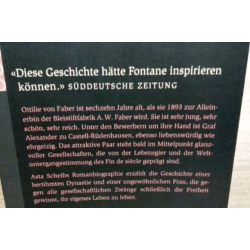 «Diese Geschichte hätte Fontane inspirieren
können.» SÜDDEUTSCHE ZEITUNG
Ottilie von Faber ist sechzehn Jahre alt, als sie 1893 zur Allein-
erbin der Bleistiftfabrik A. W. Faber wird. Sie ist sehr jung, sehr
schön, sehr reich. Unter den Bewerbern um ihre Hand ist Graf
Alexander zu Castell-Rüdenhausen, ebenso liebenswürdig wie
ehrgeizig. Das attraktive Paar steht bald im Mittelpunkt glanz-
voller Gesellschaften, die von der Lebensgier und der Welt-
untergangsstimmung des Fin de siècle geprägt sind.
Asta Scheibs Romanbiographie erzählt die Geschichte einer
berühmten Dynastie und einer ungewöhnlichen Frau, die ge-
gen alle gesellschaftlichen Zwänge schließlich die Freiheit
gewinnt, ihr eigenes Leben zu leben.